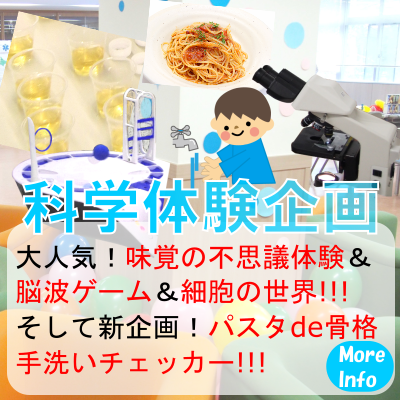 科学体験企画
大人気！味覚の不思議体験＆
脳波ゲーム＆細胞の世界!!!
そして新企画！パスタde骨格
手洗いチェッカー!!!
More
Info